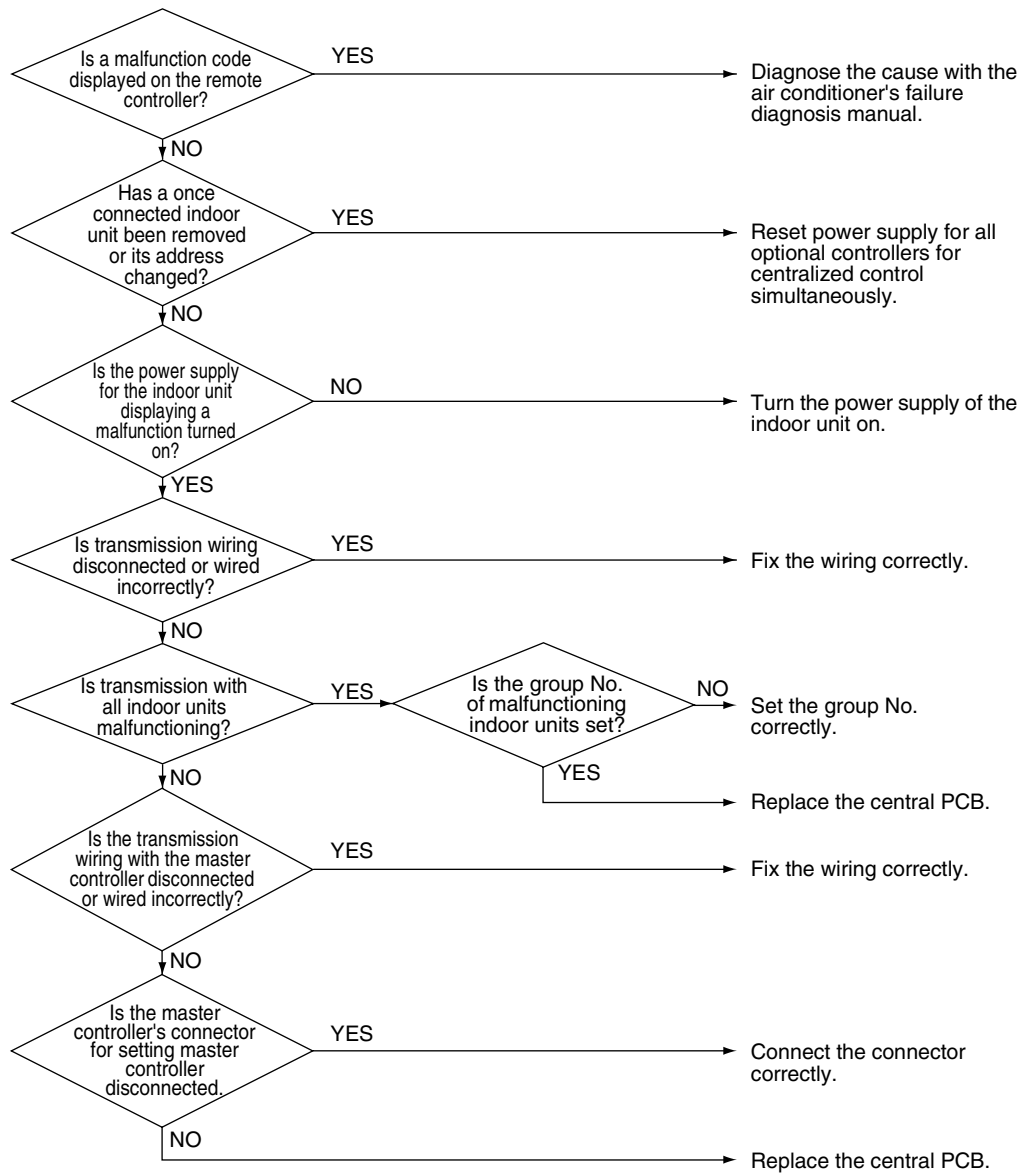 Is a malfunction code
displayed on the remote
controller?
YES
Diagnose the cause with the
air conditioner's failure
diagnosis manual.
NO
Has a once
connected indoor
unit been removed
or its address
changed?
YES
Reset power supply for all
optional controllers for
centralized control
simultaneously.
NO
Is the power supply
for the indoor unit
displaying a
malfunction turned
on?
NO
Turn the power supply of the
indoor unit on.
YES
Is transmission wiring
disconnected or wired
incorrectly?
YES
Fix the wiring correctly.
NO
Is transmission with
all indoor units
malfunctioning?
YES
Is the group No.
of malfunctioning
indoor units set?
NO
Set the group No.
correctly.
YES
Replace the central PCB.
NO
Is the transmission
wiring with the master
controller disconnected
or wired incorrectly?
YES
Fix the wiring correctly.
NO
Is the master
controller's connector
for setting master
controller
disconnected.
YES
Connect the connector
correctly.
NO
Replace the central PCB.